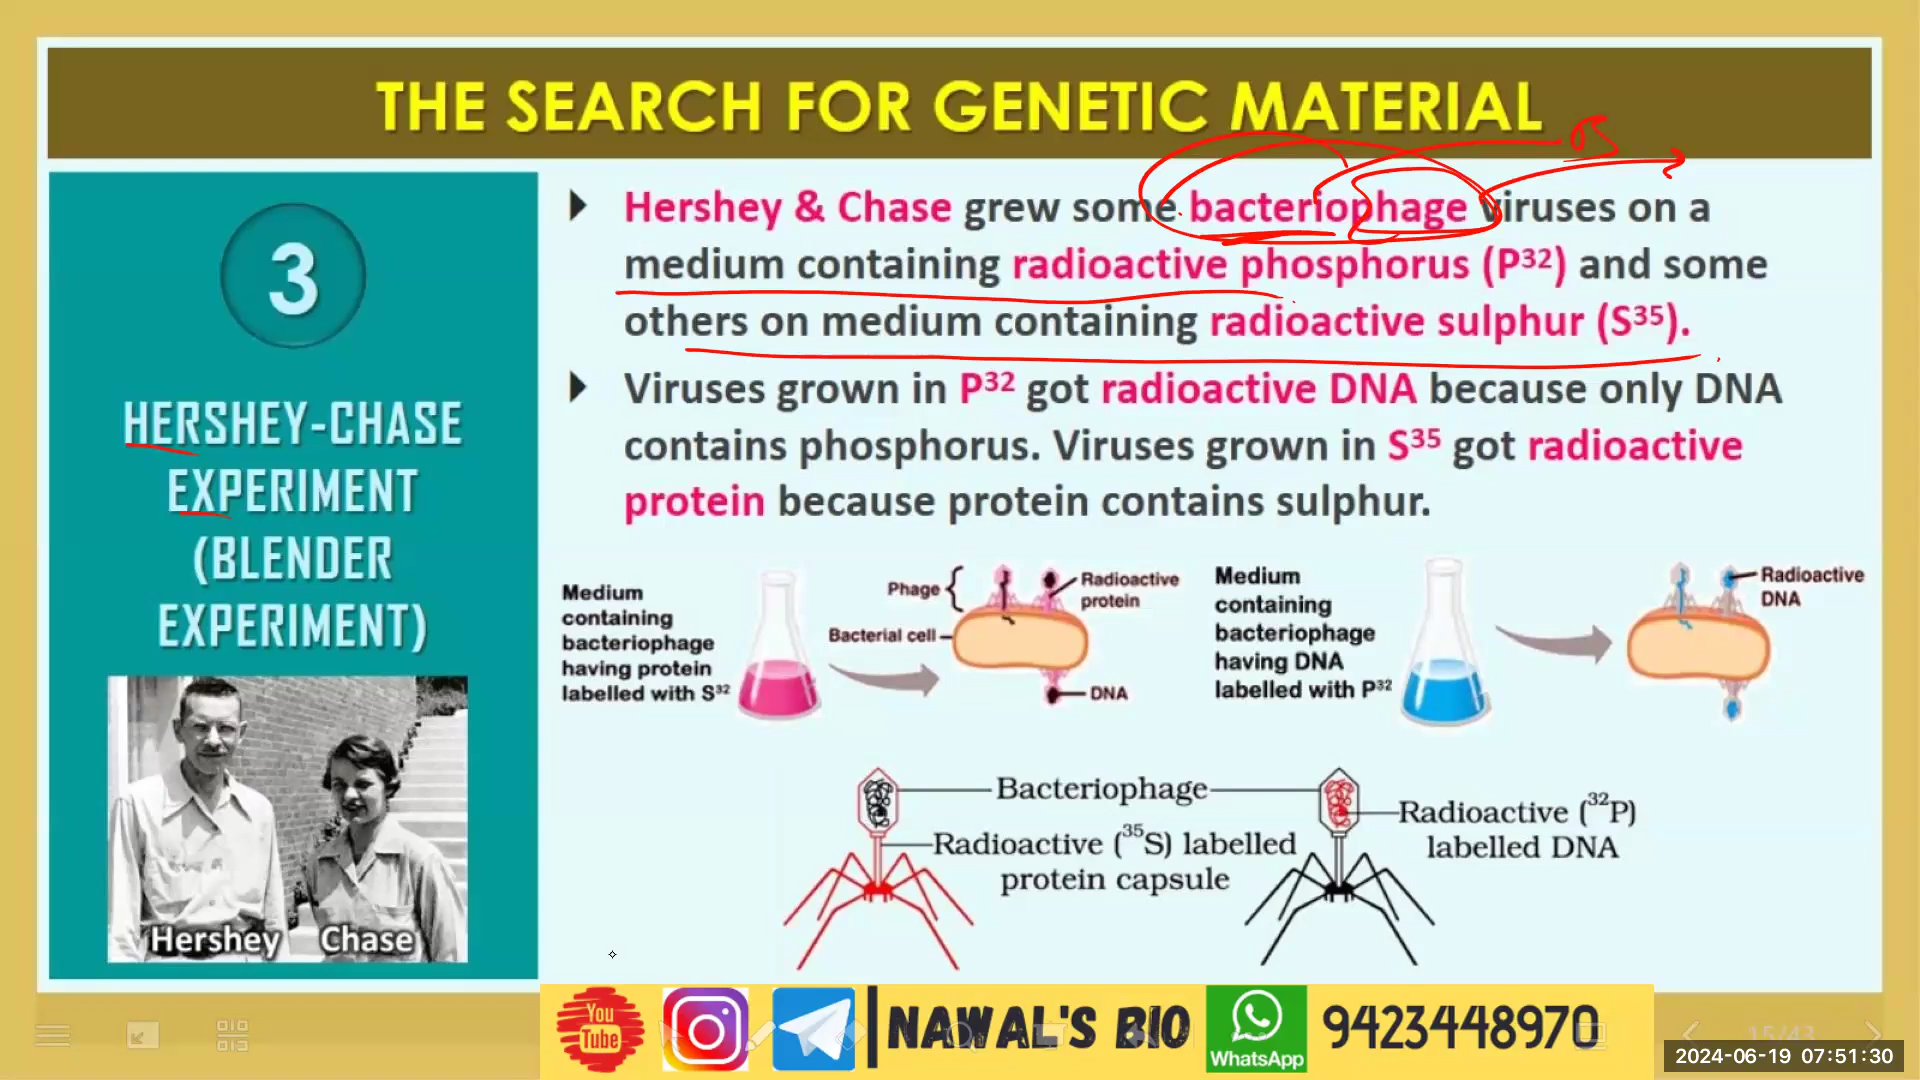 THE SEARCH FOR GENETIC MATERIAL
3
HERSHEY-CHASE
EXPERIMENT
(BLENDER
EXPERIMENT)
Hershey Chase
Hershey & Chase grew some bacteriophage viruses on a
medium containing radioactive phosphorus (P³²) and some
others on medium containing radioactive sulphur (S³⁵).
Viruses grown in P³² got radioactive DNA because only DNA
contains phosphorus. Viruses grown in S³⁵ got radioactive
protein because protein contains sulphur.
Medium
containing
bacteriophage
having protein
labelled with S³²
Phage
Radioactive
protein
Bacterial cell
DNA
Medium
containing
bacteriophage
having DNA
labelled with P³²
Radioactive
DNA
Bacteriophage
Radioactive (³⁵S) labelled
protein capsule
Radioactive (³²P)
labelled DNA
You
Tube
NAWAL'S BIO
WhatsApp
9423448970
15/43
2024-06-19 07:51:30